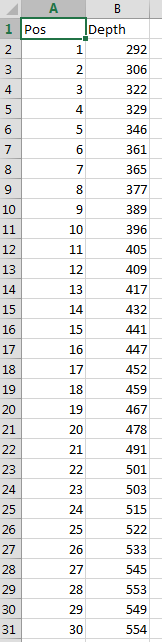 A B
1 Pos Depth
2 1 292
3 2 306
4 3 322
5 4 329
6 5 346
7 6 361
8 7 365
9 8 377
10 9 389
11 10 396
12 11 405
13 12 409
14 13 417
15 14 432
16 15 441
17 16 447
18 17 452
19 18 459
20 19 467
21 20 478
22 21 491
23 22 501
24 23 503
25 24 515
26 25 522
27 26 533
28 27 545
29 28 553
30 29 549
31 30 554